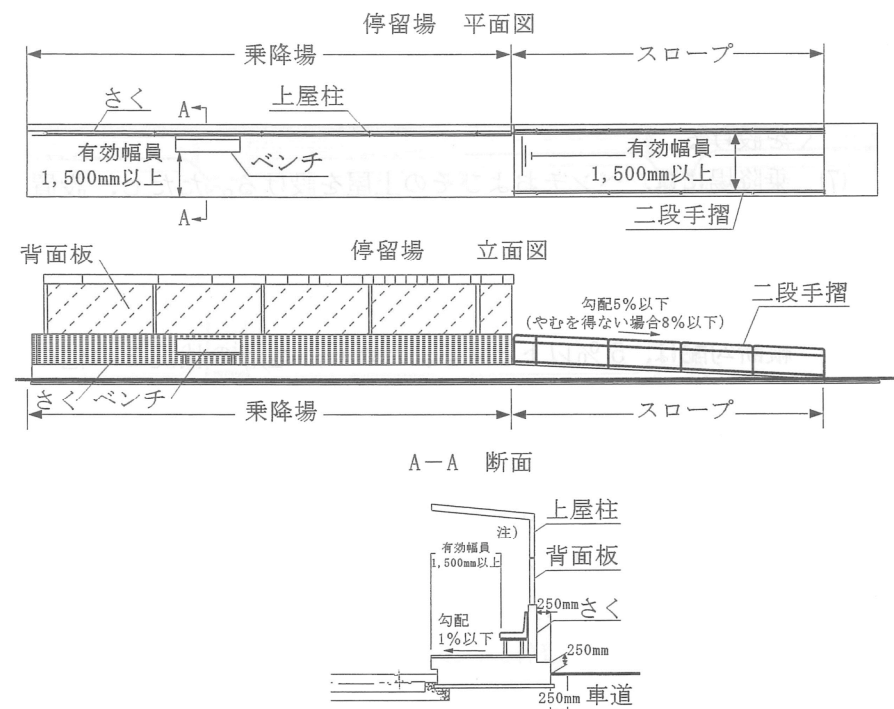 停留場 平面図
乗降場 スロープ
さく A 上屋柱
有効幅員
1,500mm以上
ベンチ
有効幅員
1,500mm以上
A
二段手摺
背面板
停留場 立面図
勾配5%以下
(やむを得ない場合8%以下)
二段手摺
さく ベンチ
乗降場 スロープ
A－A 断面
上屋柱
注)
有効幅員
1,500mm以上
背面板
250mm さく
勾配
1%以下
250mm
250mm 車道